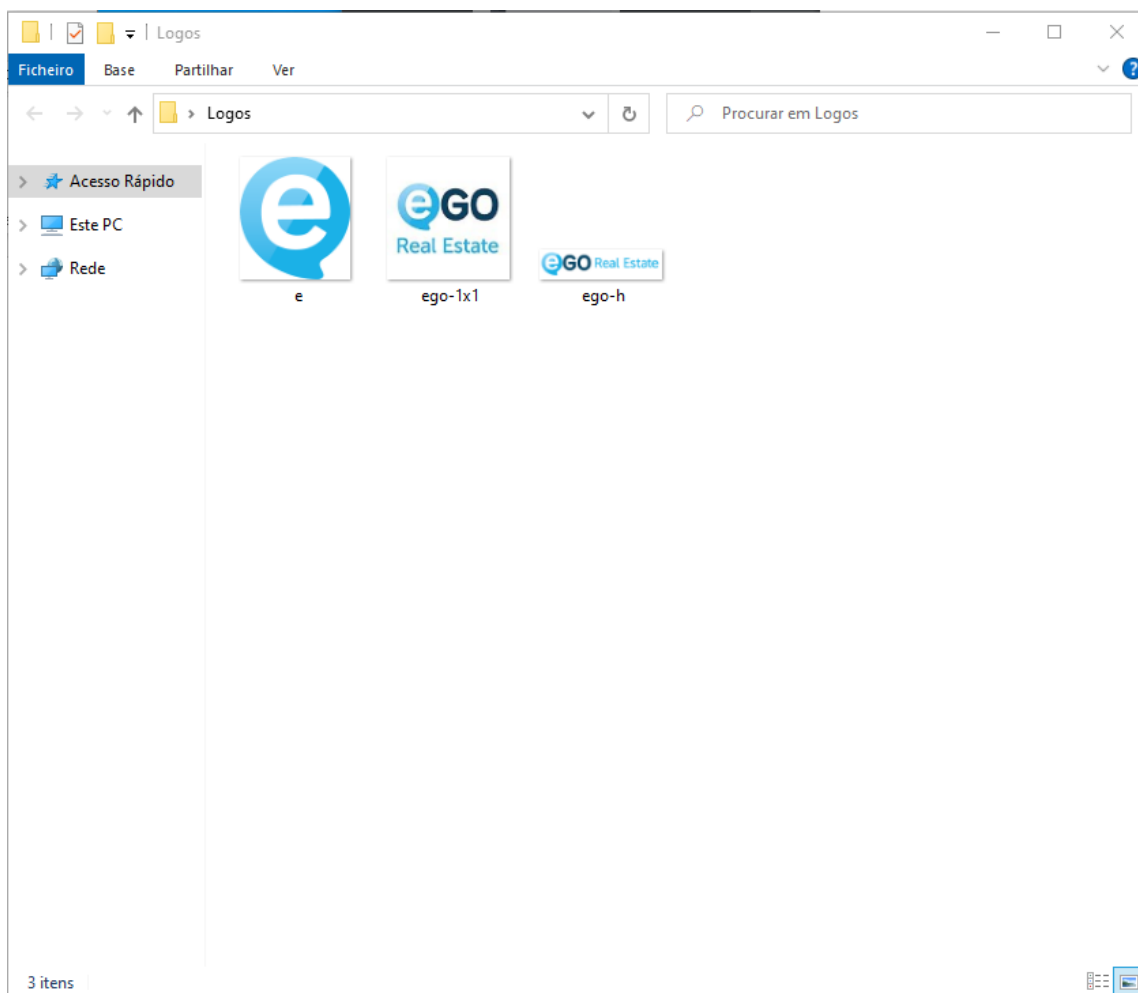 Logos
Ficheiro Base Partilhar Ver
?
Logos
Procurar em Logos
Acesso Rápido
Este PC
Rede
e
eGO
Real Estate
eGO Real Estate
e
ego-1x1
ego-h
3 itens